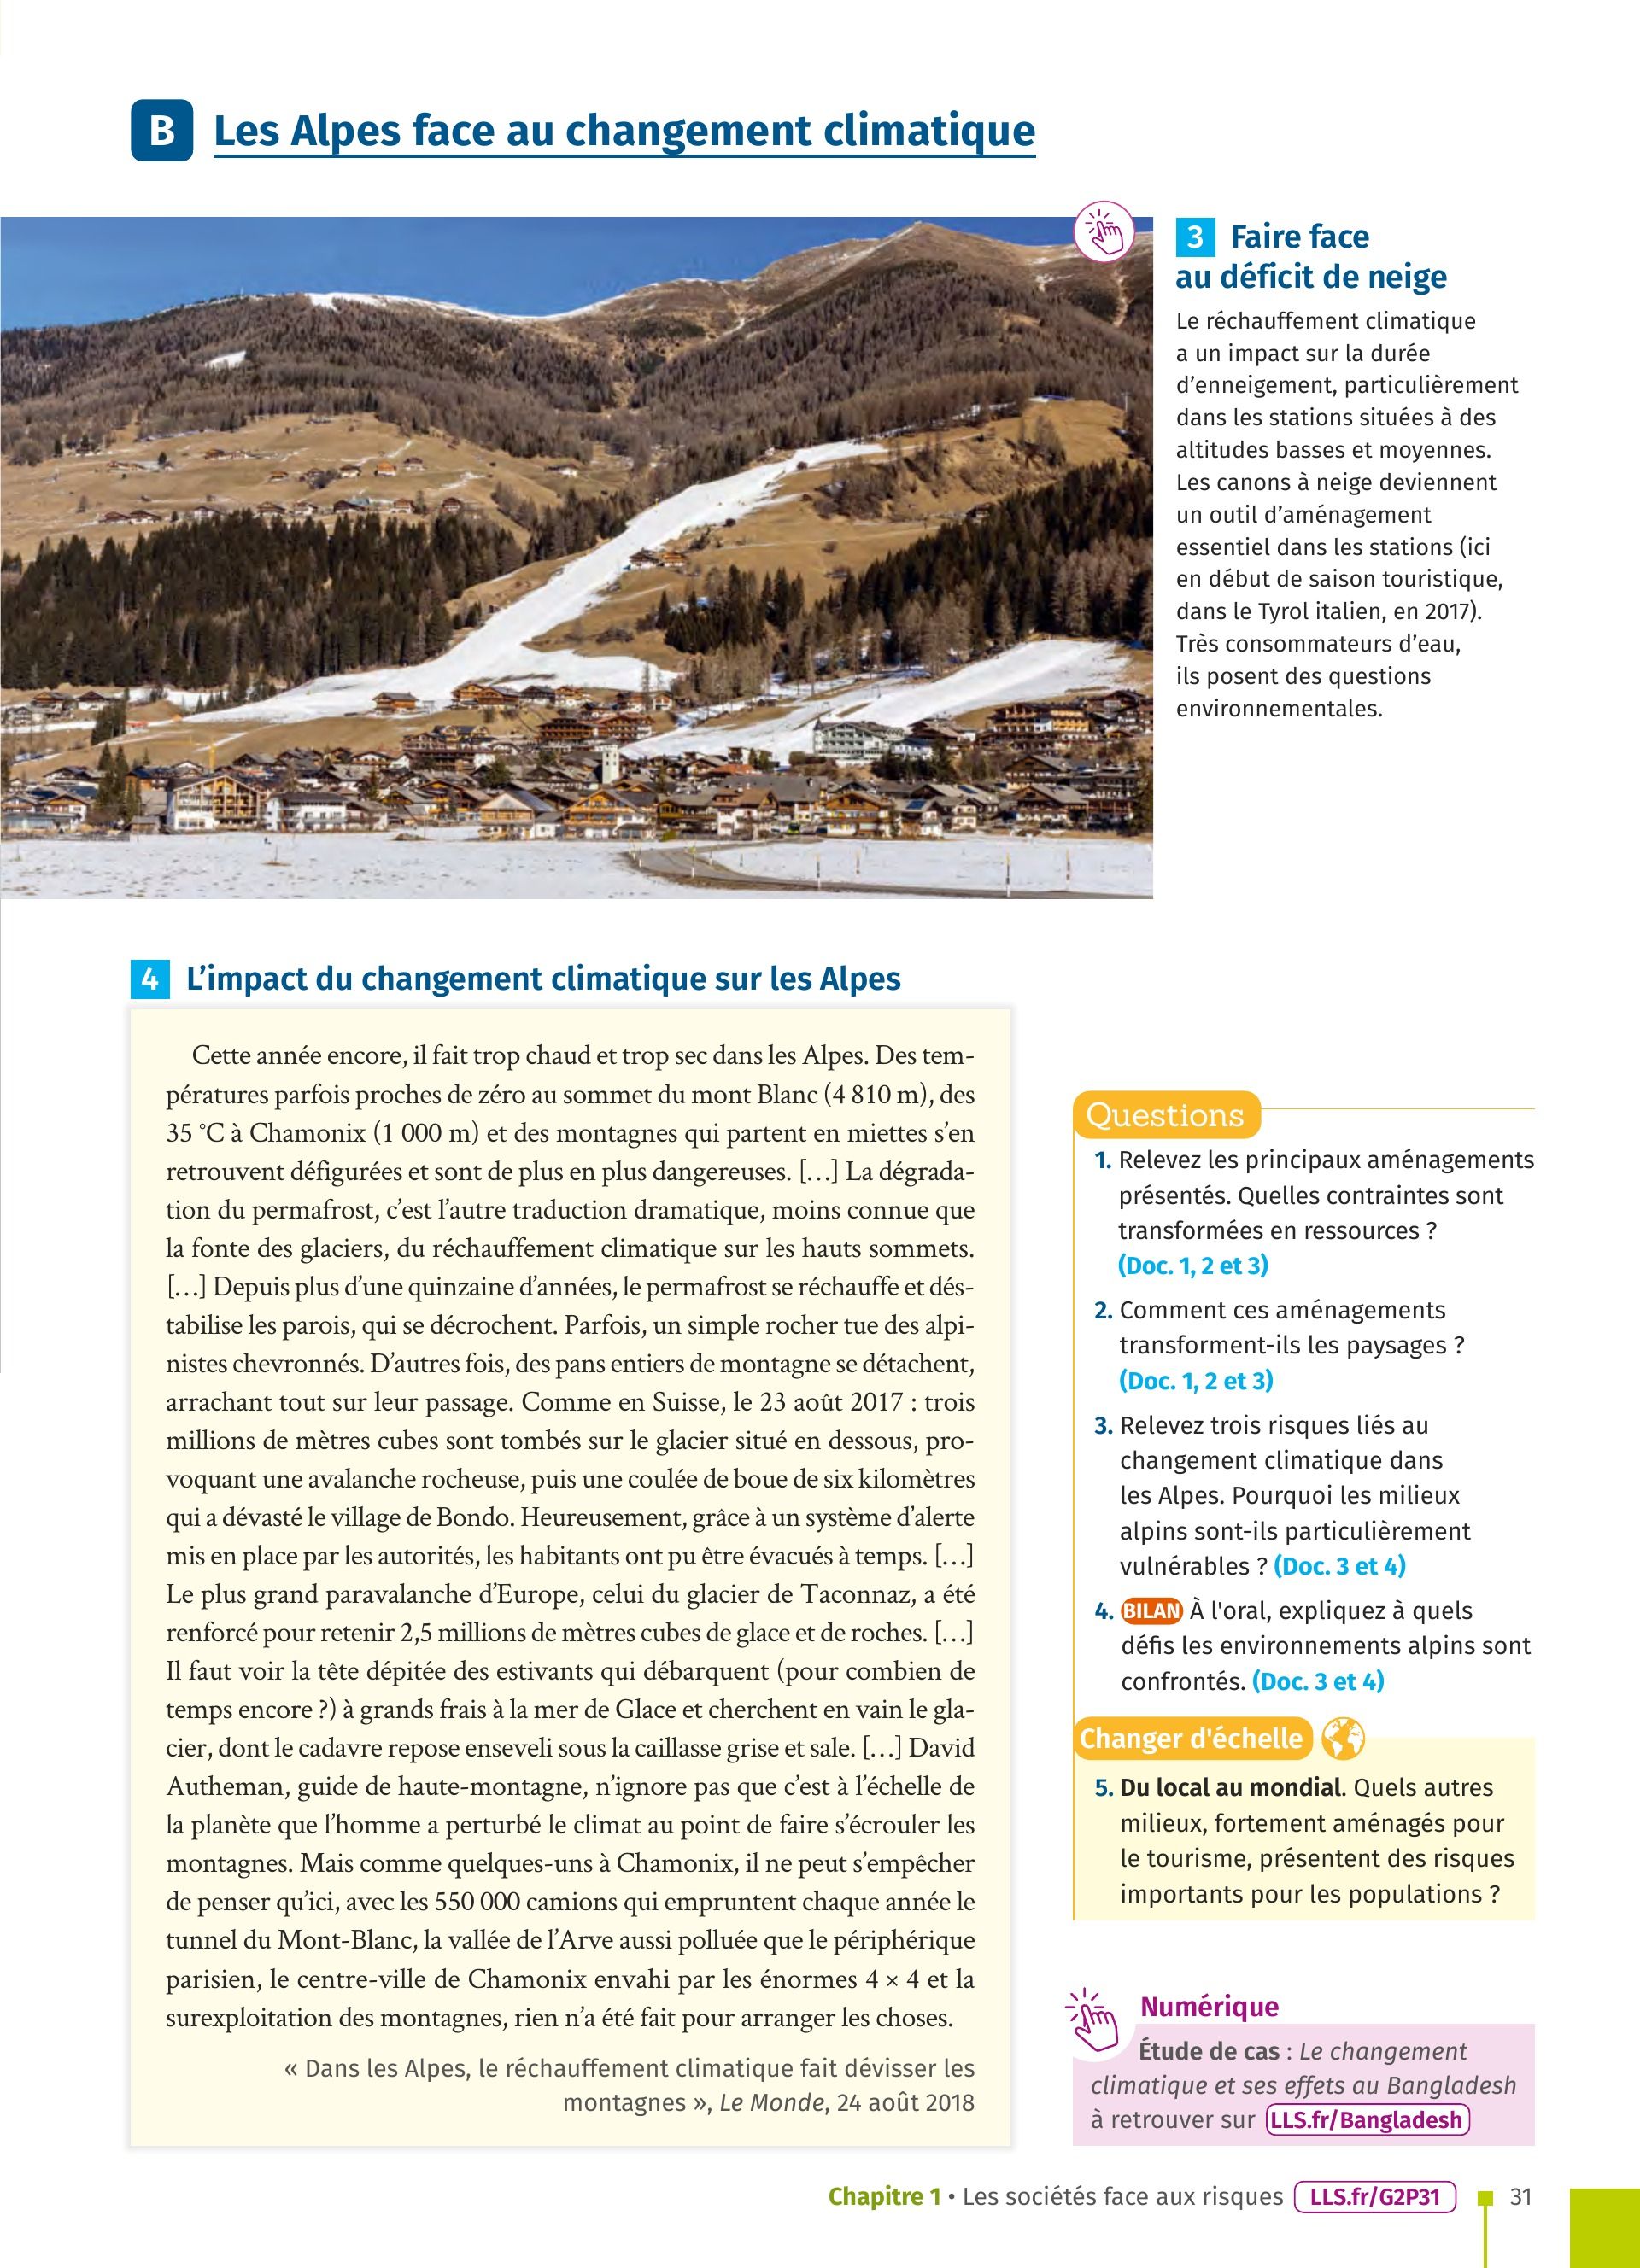 B Les Alpes face au changement climatique
3 Faire face
au déficit de neige
Le réchauffement climatique
a un impact sur la durée
d’enneigement, particulièrement
dans les stations situées à des
altitudes basses et moyennes.
Les canons à neige deviennent
un outil d’aménagement
essentiel dans les stations (ici
en début de saison touristique,
dans le Tyrol italien, en 2017).
Très consommateurs d’eau,
ils posent des questions
environnementales.
4 L’impact du changement climatique sur les Alpes
Cette année encore, il fait trop chaud et trop sec dans les Alpes. Des tem-
pératures parfois proches de zéro au sommet du mont Blanc (4 810 m), des
35 °C à Chamonix (1 000 m) et des montagnes qui partent en miettes s’en
retrouvent défigurées et sont de plus en plus dangereuses. […] La dégrada-
tion du permafrost, c’est l’autre traduction dramatique, moins connue que
la fonte des glaciers, du réchauffement climatique sur les hauts sommets.
[…] Depuis plus d’une quinzaine d’années, le permafrost se réchauffe et dés-
tabilise les parois, qui se décrochent. Parfois, un simple rocher tue des alpi-
nistes chevronnés. D’autres fois, des pans entiers de montagne se détachent,
arrachant tout sur leur passage. Comme en Suisse, le 23 août 2017 : trois
millions de mètres cubes sont tombés sur le glacier situé en dessous, pro-
voquant une avalanche rocheuse, puis une coulée de boue de six kilomètres
qui a dévasté le village de Bondo. Heureusement, grâce à un système d’alerte
mis en place par les autorités, les habitants ont pu être évacués à temps. […]
Le plus grand paravalanche d’Europe, celui du glacier de Taconnaz, a été
renforcé pour retenir 2,5 millions de mètres cubes de glace et de roches. […]
Il faut voir la tête dépitée des estivants qui débarquent (pour combien de
temps encore ?) à grands frais à la mer de Glace et cherchent en vain le gla-
cier, dont le cadavre repose enseveli sous la caillasse grise et sale. […] David
Autheman, guide de haute-montagne, n’ignore pas que c’est à l’échelle de
la planète que l’homme a perturbé le climat au point de faire s’écrouler les
montagnes. Mais comme quelques-uns à Chamonix, il ne peut s’empêcher
de penser qu’ici, avec les 550 000 camions qui empruntent chaque année le
tunnel du Mont-Blanc, la vallée de l’Arve aussi polluée que le périphérique
parisien, le centre-ville de Chamonix envahi par les énormes 4 × 4 et la
surexploitation des montagnes, rien n’a été fait pour arranger les choses.
« Dans les Alpes, le réchauffement climatique fait dévisser les
montagnes », Le Monde, 24 août 2018
Questions
1. Relevez les principaux aménagements
présentés. Quelles contraintes sont
transformées en ressources ?
(Doc. 1, 2 et 3)
2. Comment ces aménagements
transforment-ils les paysages ?
(Doc. 1, 2 et 3)
3. Relevez trois risques liés au
changement climatique dans
les Alpes. Pourquoi les milieux
alpins sont-ils particulièrement
vulnérables ? (Doc. 3 et 4)
4. BILAN À l'oral, expliquez à quels
défis les environnements alpins sont
confrontés. (Doc. 3 et 4)
Changer d'échelle
5. Du local au mondial. Quels autres
milieux, fortement aménagés pour
le tourisme, présentent des risques
importants pour les populations ?
Numérique
Étude de cas : Le changement
climatique et ses effets au Bangladesh
à retrouver sur LLS.fr/Bangladesh
Chapitre 1 • Les sociétés face aux risques LLS.fr/G2P31 31